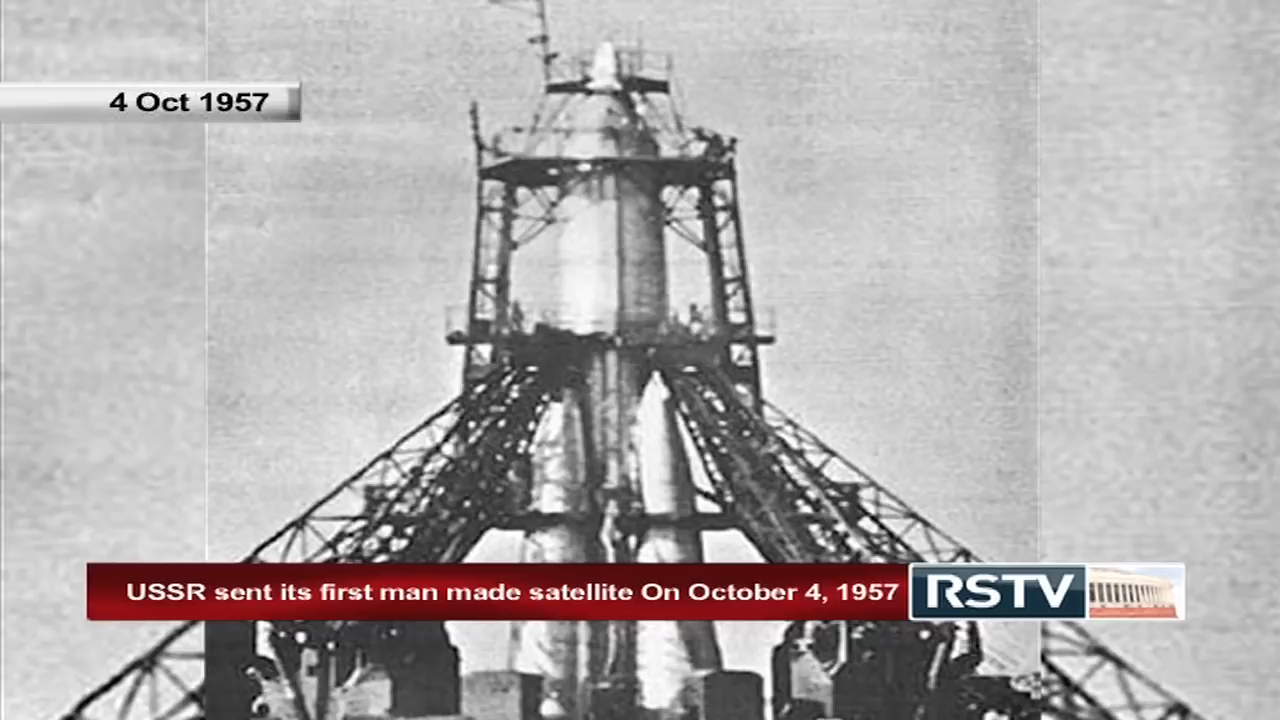 4 Oct 1957
USSR sent its first man made satellite On October 4, 1957
RSTV